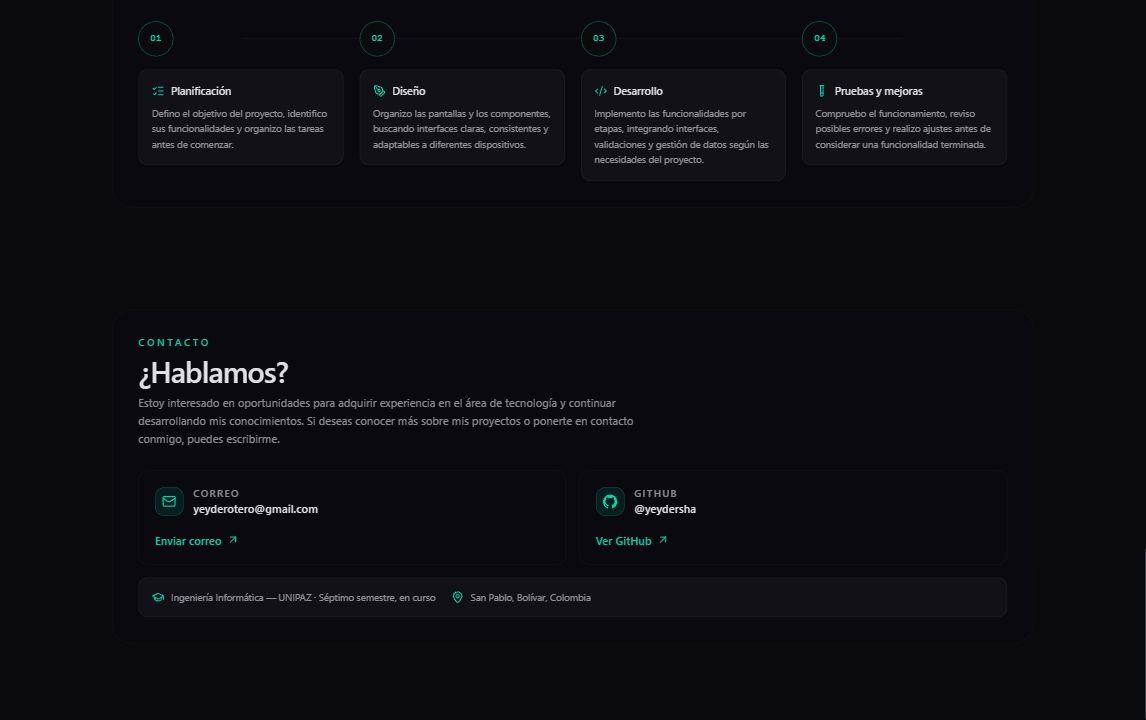 01
02
03
04
Planificación
Defino el objetivo del proyecto, identifico
sus funcionalidades y organizo las tareas
antes de comenzar.
Diseño
Organizo las pantallas y los componentes,
buscando interfaces claras, consistentes y
adaptables a diferentes dispositivos.
Desarrollo
Implemento las funcionalidades por
etapas, integrando interfaces,
validaciones y gestión de datos según las
necesidades del proyecto.
Pruebas y mejoras
Compruebo el funcionamiento, reviso
posibles errores y realizo ajustes antes de
considerar una funcionalidad terminada.
CONTACTO
¿Hablamos?
Estoy interesado en oportunidades para adquirir experiencia en el área de tecnología y continuar
desarrollando mis conocimientos. Si deseas conocer más sobre mis proyectos o ponerte en contacto
conmigo, puedes escribirme.
CORREO
yeyderotero@gmail.com
Enviar correo
GITHUB
@yeydersha
Ver GitHub
Ingeniería Informática — UNIPAZ · Séptimo semestre, en curso
San Pablo, Bolívar, Colombia